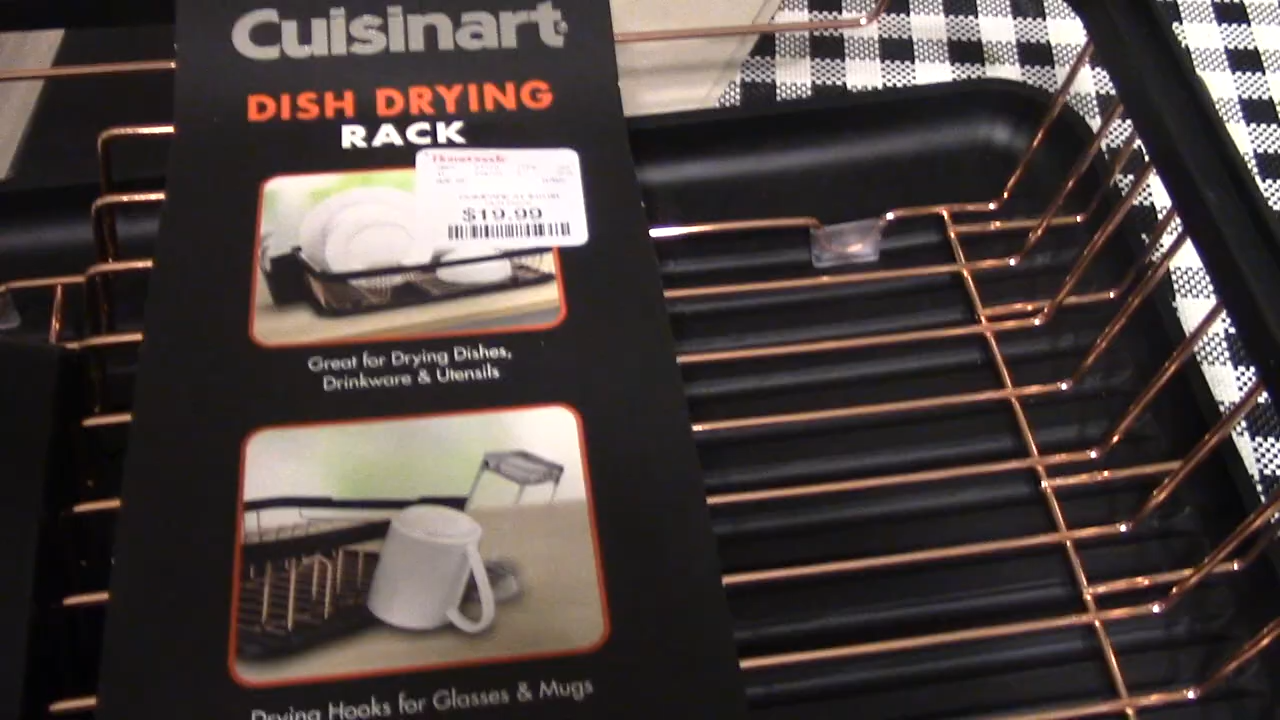 Cuisinart
DISH DRYING
RACK
$19.99
Great for Drying Dishes,
Drinkware & Utensils
Drying Hooks for Glasses & Mugs